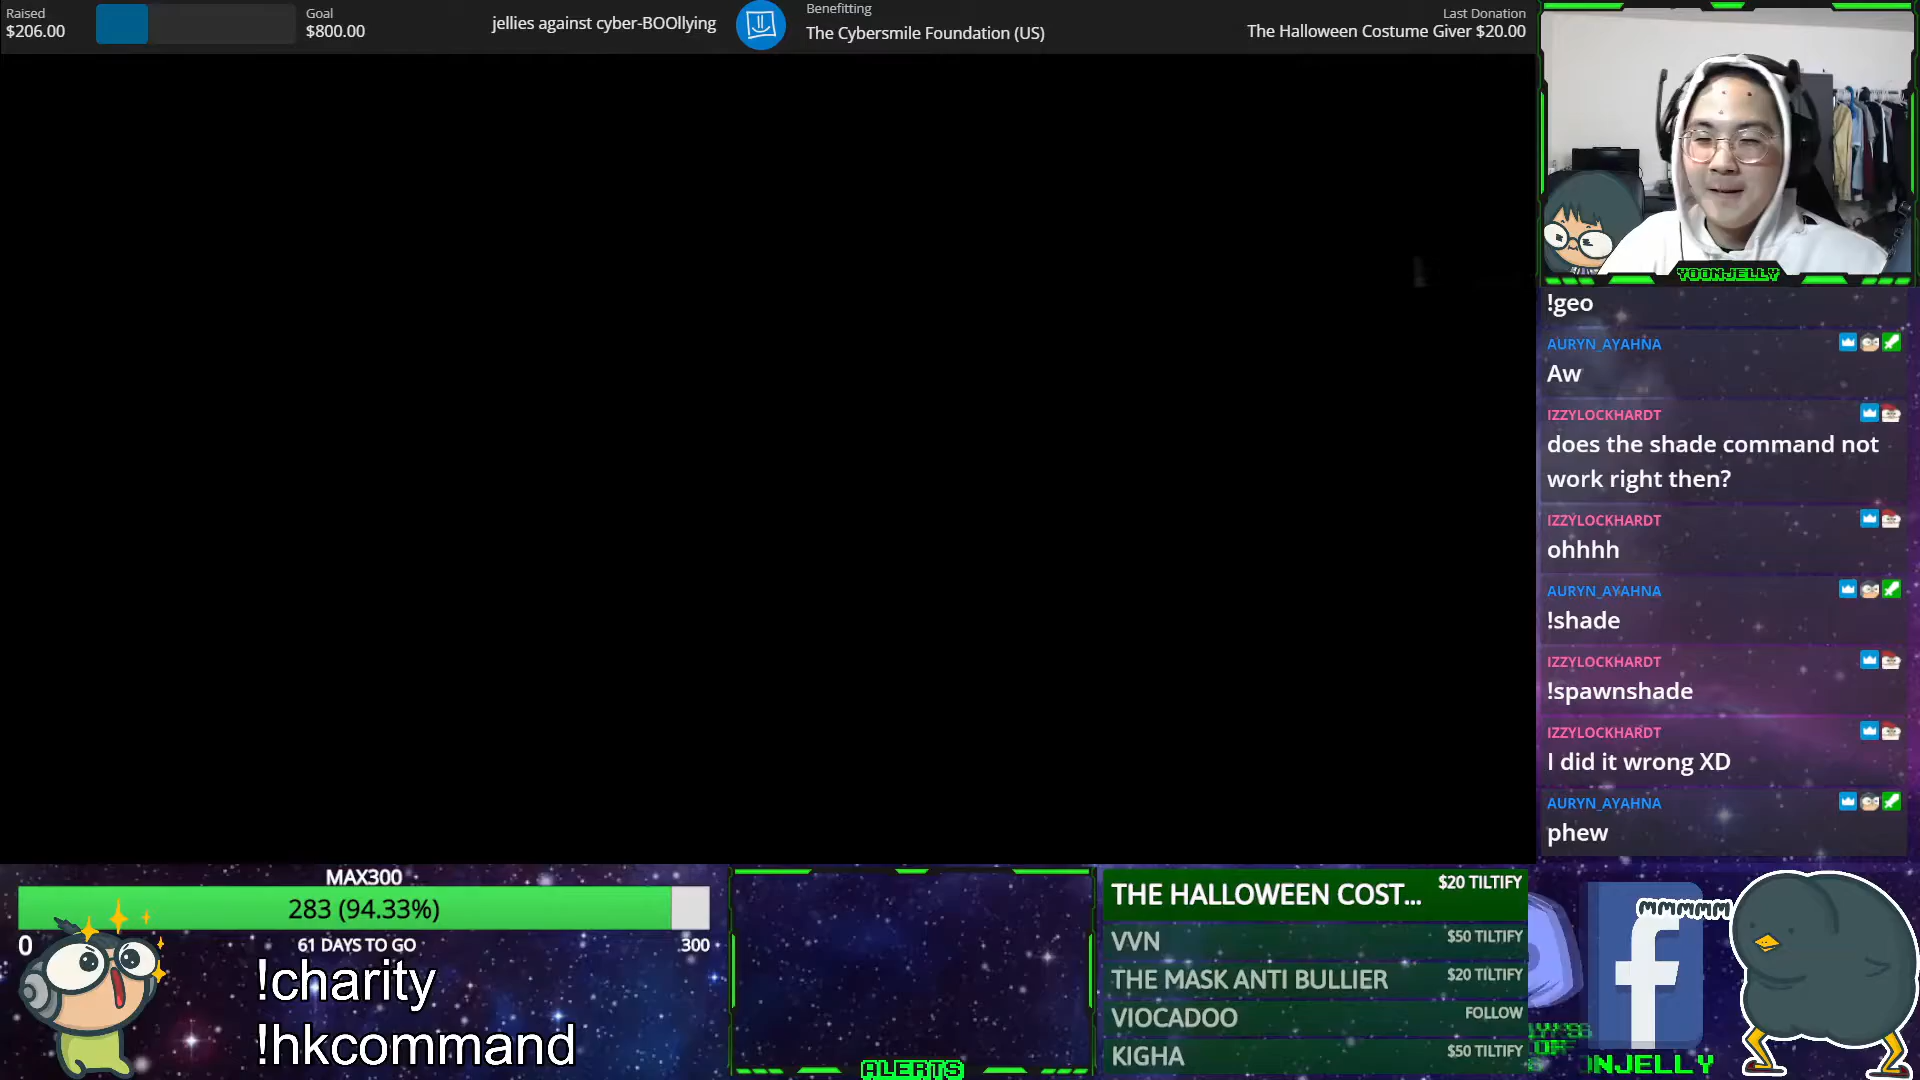 Raised
$206.00
Goal
$800.00
jellies against cyber-BOOllying
Benefitting
The Cybersmile Foundation (US)
Last Donation
The Halloween Costume Giver $20.00
YOONJELLY
!geo
AURYN_AYAHNA
Aw
IZZYLOCKHARDT
does the shade command not
work right then?
IZZYLOCKHARDT
ohhhh
AURYN_AYAHNA
!shade
IZZYLOCKHARDT
!spawnshade
IZZYLOCKHARDT
I did it wrong XD
AURYN_AYAHNA
phew
MAX300
283 (94.33%)
0
61 DAYS TO GO
300
!charity
!hkcommand
ALERTS
THE HALLOWEEN COST... $20 TILTIFY
VVN $50 TILTIFY
THE MASK ANTI BULLIER $20 TILTIFY
VIOCADOO FOLLOW
KIGHA $50 TILTIFY
MMMMM
f
ONJELLY